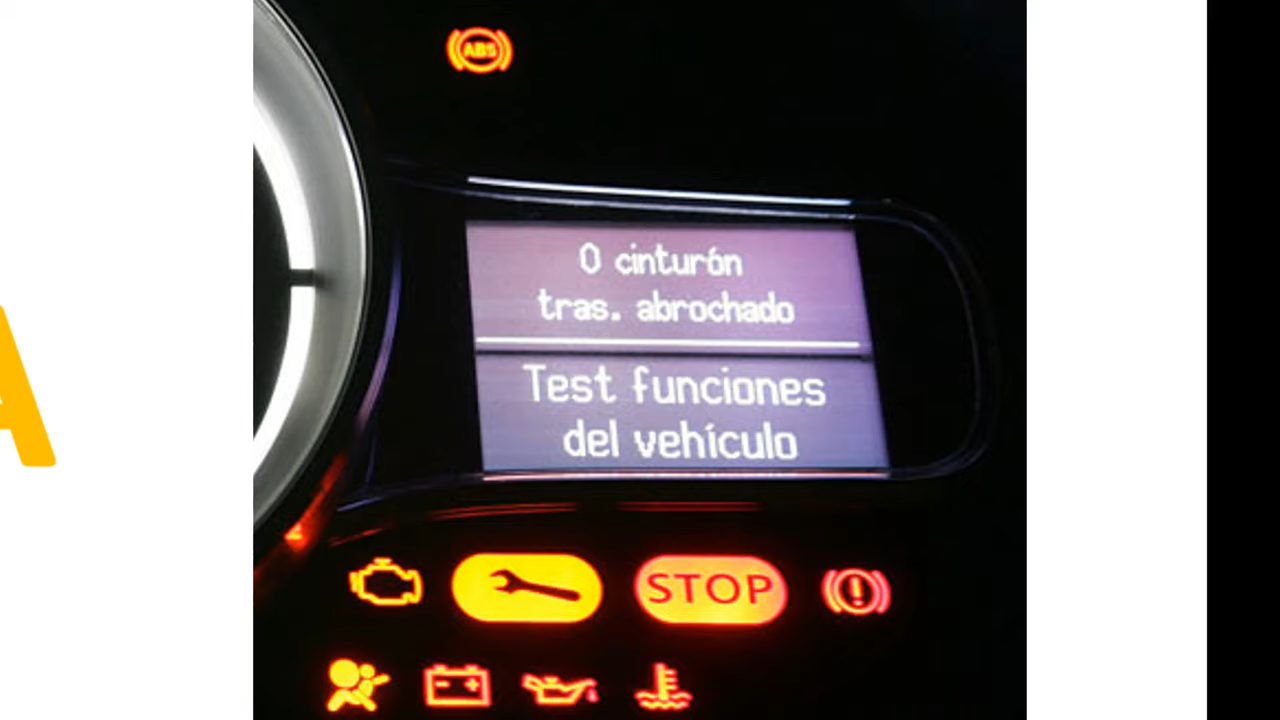 ABS
0 cinturón
tras. abrochado
Test funciones
del vehículo
STOP
A